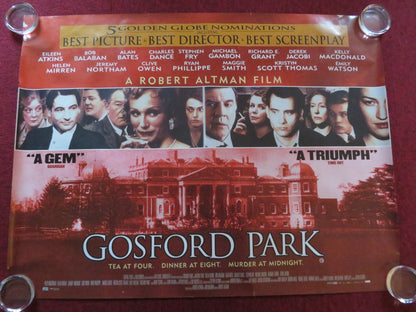 5 GOLDEN GLOBE NOMINATIONS
BEST PICTURE • BEST DIRECTOR • BEST SCREENPLAY
EILEEN ATKINS BOB BALABAN ALAN BATES CHARLES DANCE STEPHEN FRY MICHAEL GAMBON RICHARD E GRANT DEREK JACOBI KELLY MACDONALD
HELEN MIRREN JEREMY NORTHAM CLIVE OWEN RYAN PHILLIPPE MAGGIE SMITH KRISTIN SCOTT THOMAS EMILY WATSON
A ROBERT ALTMAN FILM
"A GEM"
"A TRIUMPH"
TIME OUT
GOSFORD PARK
TEA AT FOUR. DINNER AT EIGHT. MURDER AT MIDNIGHT.